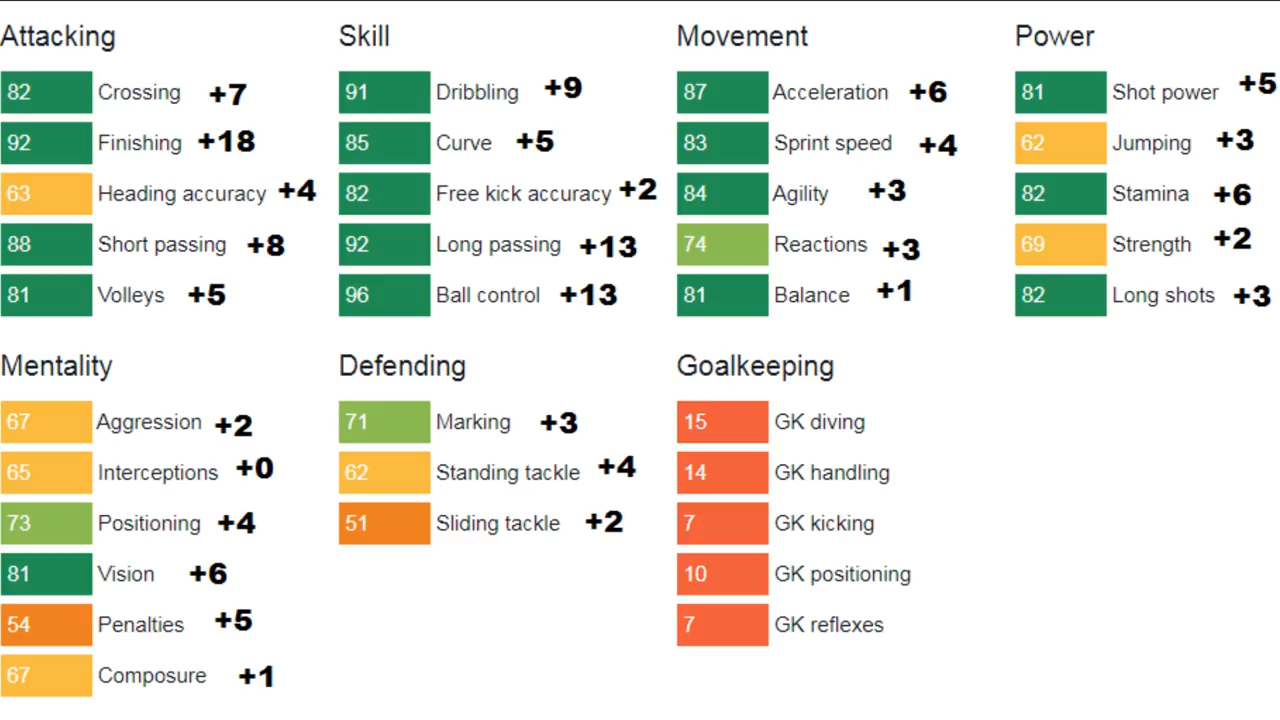 Attacking
82 Crossing +7
92 Finishing +18
63 Heading accuracy +4
88 Short passing +8
81 Volleys +5
Skill
91 Dribbling +9
85 Curve +5
82 Free kick accuracy +2
92 Long passing +13
96 Ball control +13
Movement
87 Acceleration +6
83 Sprint speed +4
84 Agility +3
74 Reactions +3
81 Balance +1
Power
81 Shot power +5
62 Jumping +3
82 Stamina +6
69 Strength +2
82 Long shots +3
Mentality
67 Aggression +2
65 Interceptions +0
73 Positioning +4
81 Vision +6
54 Penalties +5
67 Composure +1
Defending
71 Marking +3
62 Standing tackle +4
51 Sliding tackle +2
Goalkeeping
15 GK diving
14 GK handling
7 GK kicking
10 GK positioning
7 GK reflexes